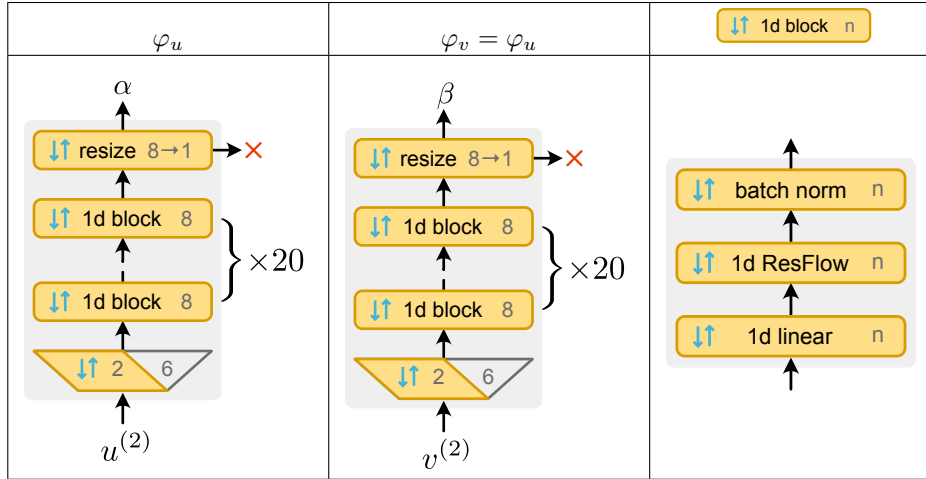 φ_u
φ_v = φ_u
↓↑ 1d block n
α
↓↑ resize 8→1 ×
↓↑ 1d block 8
×20
↓↑ 1d block 8
↓↑ 2 6
u^{(2)}
β
↓↑ resize 8→1 ×
↓↑ 1d block 8
×20
↓↑ 1d block 8
↓↑ 2 6
v^{(2)}
↓↑ batch norm n
↓↑ 1d ResFlow n
↓↑ 1d linear n